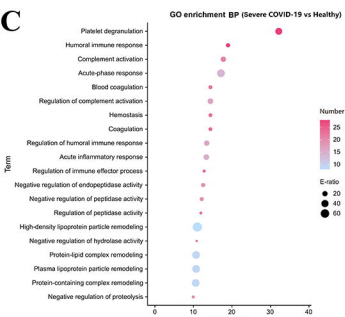 C
GO enrichment BP (Severe COVID-19 vs Healthy)
Platelet degranulation
Humoral immune response
Complement activation
Acute-phase response
Blood coagulation
Regulation of complement activation
Hemostasis
Coagulation
Regulation of humoral immune response
Acute inflammatory response
Regulation of immune effector process
Negative regulation of endopeptidase activity
Negative regulation of peptidase activity
Regulation of peptidase activity
High-density lipoprotein particle remodeling
Negative regulation of hydrolase activity
Protein-lipid complex remodeling
Plasma lipoprotein particle remodeling
Protein-containing complex remodeling
Negative regulation of proteolysis
Term
0 10 20 30 40
Number
25
20
15
10
E-ratio
20
40
60